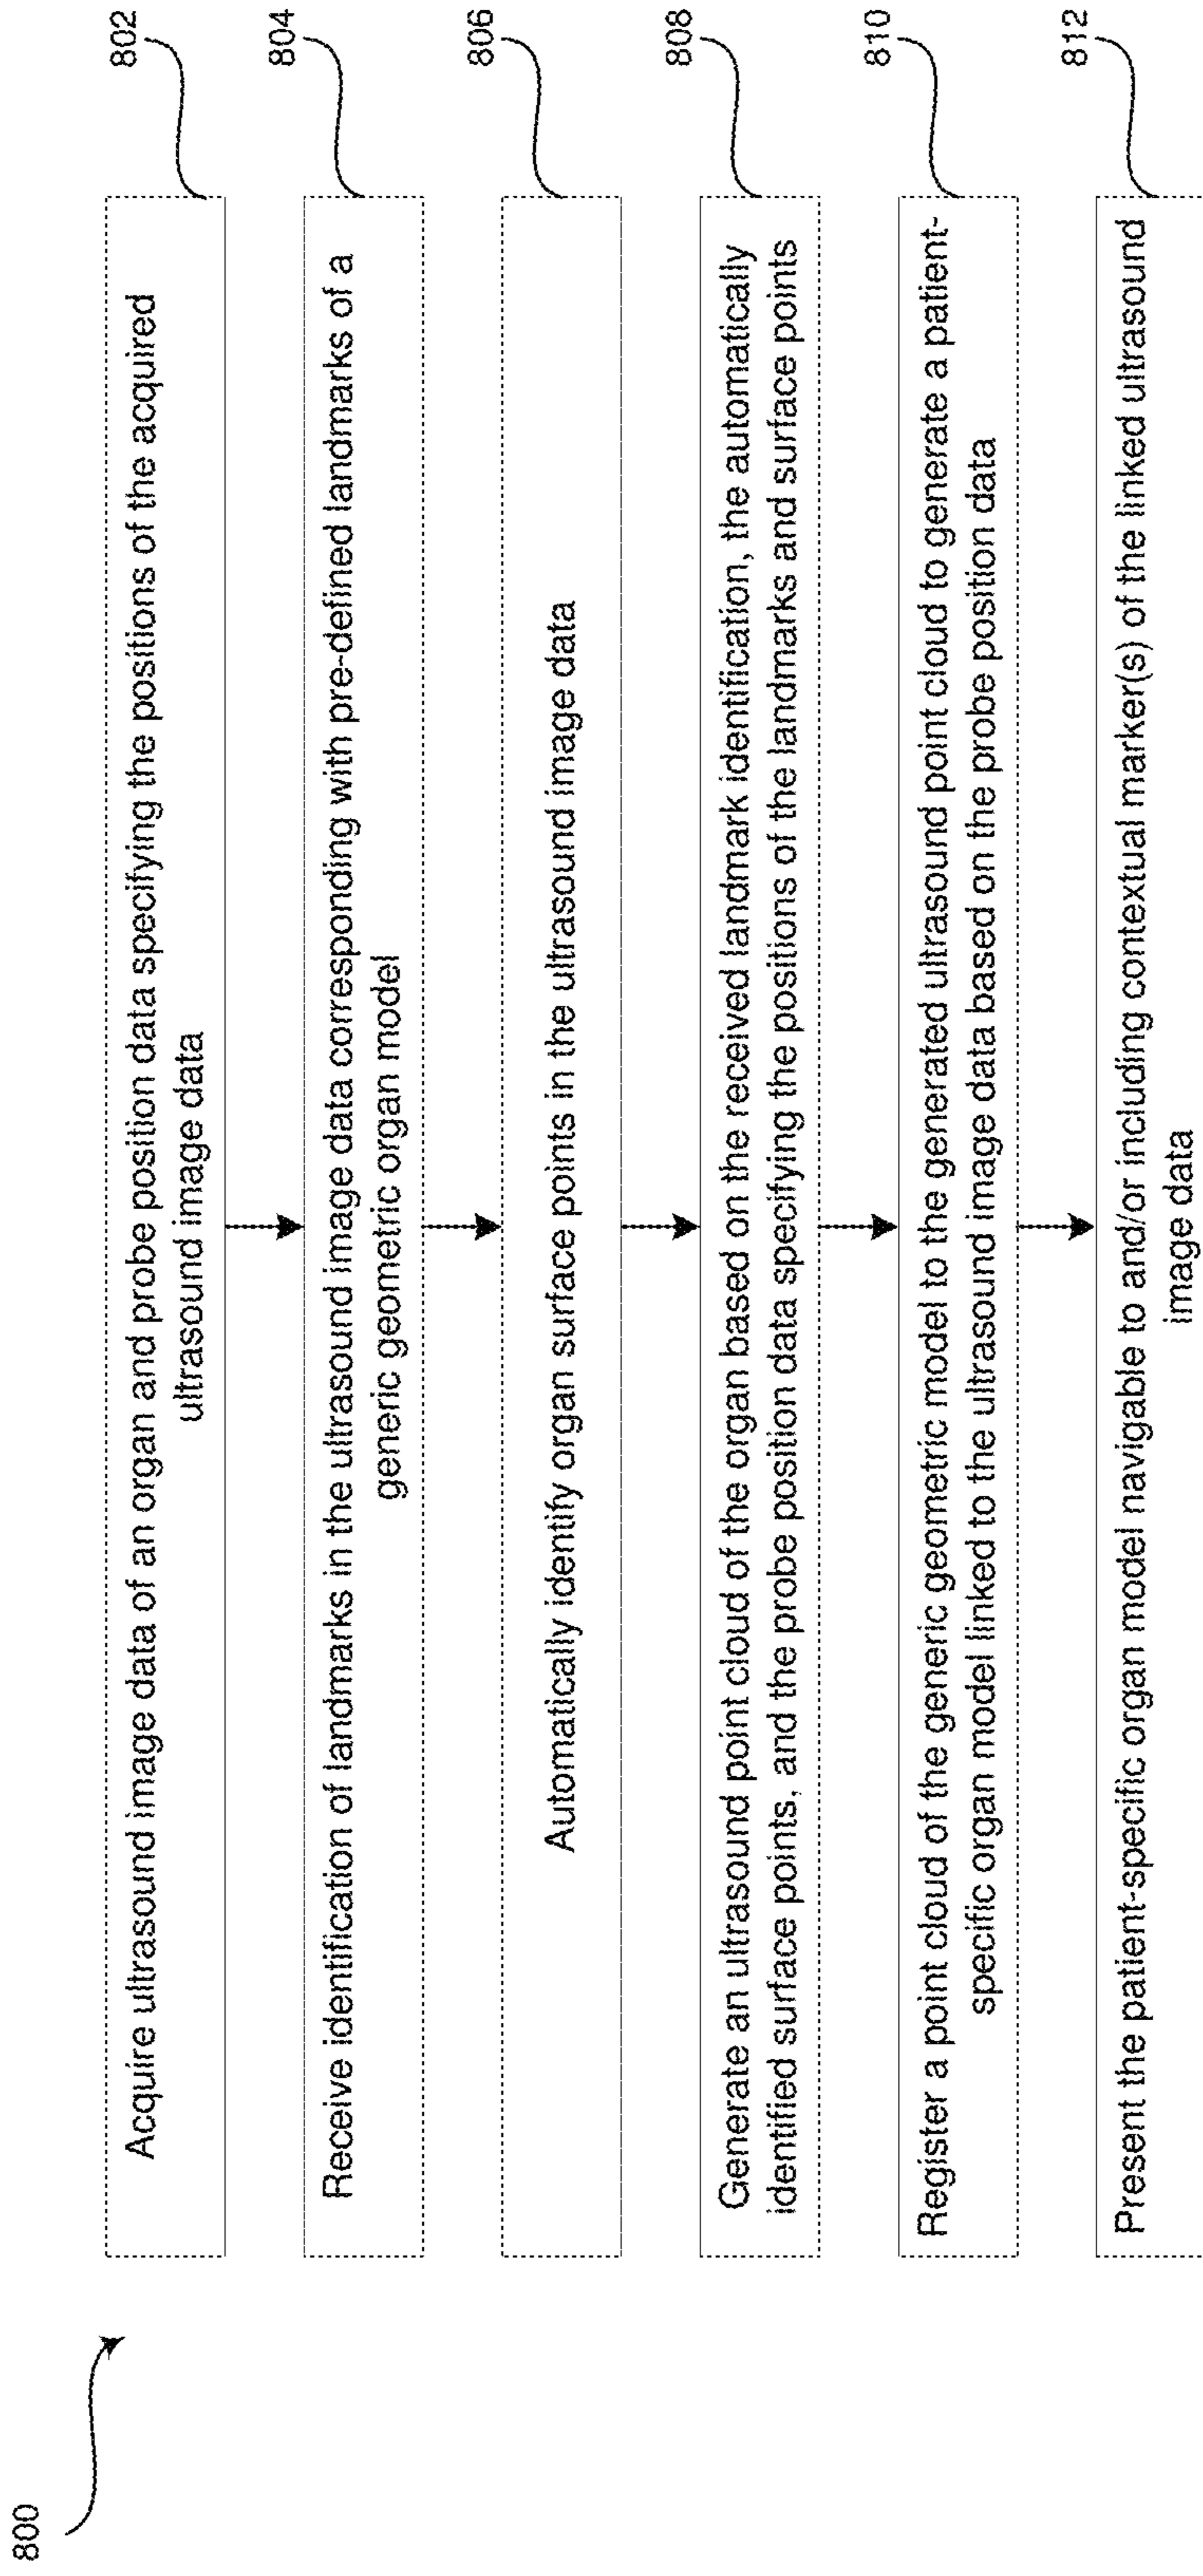 800
802
Acquire ultrasound image data of an organ and probe position data specifying the positions of the acquired
ultrasound image data
804
Receive identification of landmarks in the ultrasound image data corresponding with pre-defined landmarks of a
generic geometric organ model
806
Automatically identify organ surface points in the ultrasound image data
808
Generate an ultrasound point cloud of the organ based on the received landmark identification, the automatically
identified surface points, and the probe position data specifying the positions of the landmarks and surface points
810
Register a point cloud of the generic geometric model to the generated ultrasound point cloud to generate a patient-
specific organ model linked to the ultrasound image data based on the probe position data
812
Present the patient-specific organ model navigable to and/or including contextual marker(s) of the linked ultrasound
image data